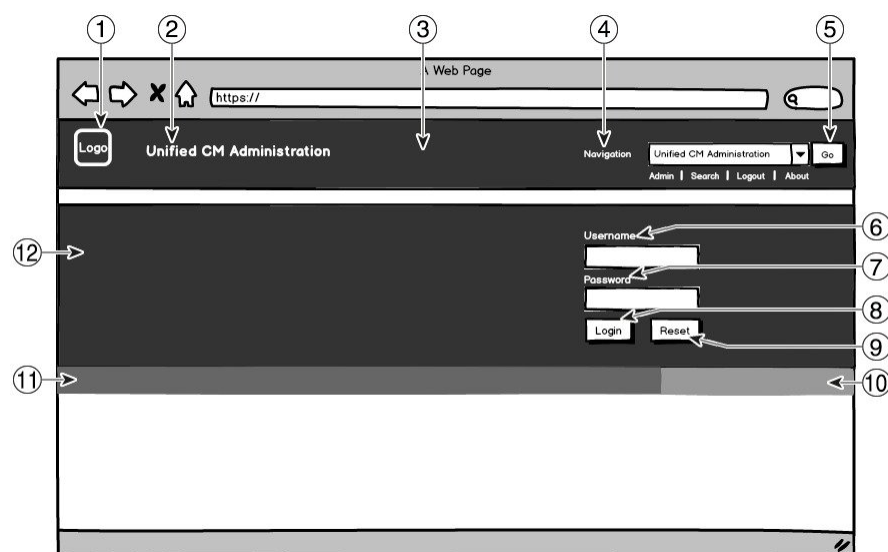 1 2 3 4 5
A Web Page
https://
Logo Unified CM Administration Navigation Unified CM Administration Go
Admin | Search | Logout | About
Username 6
12
7
Password
8
Login Reset
9
11 10